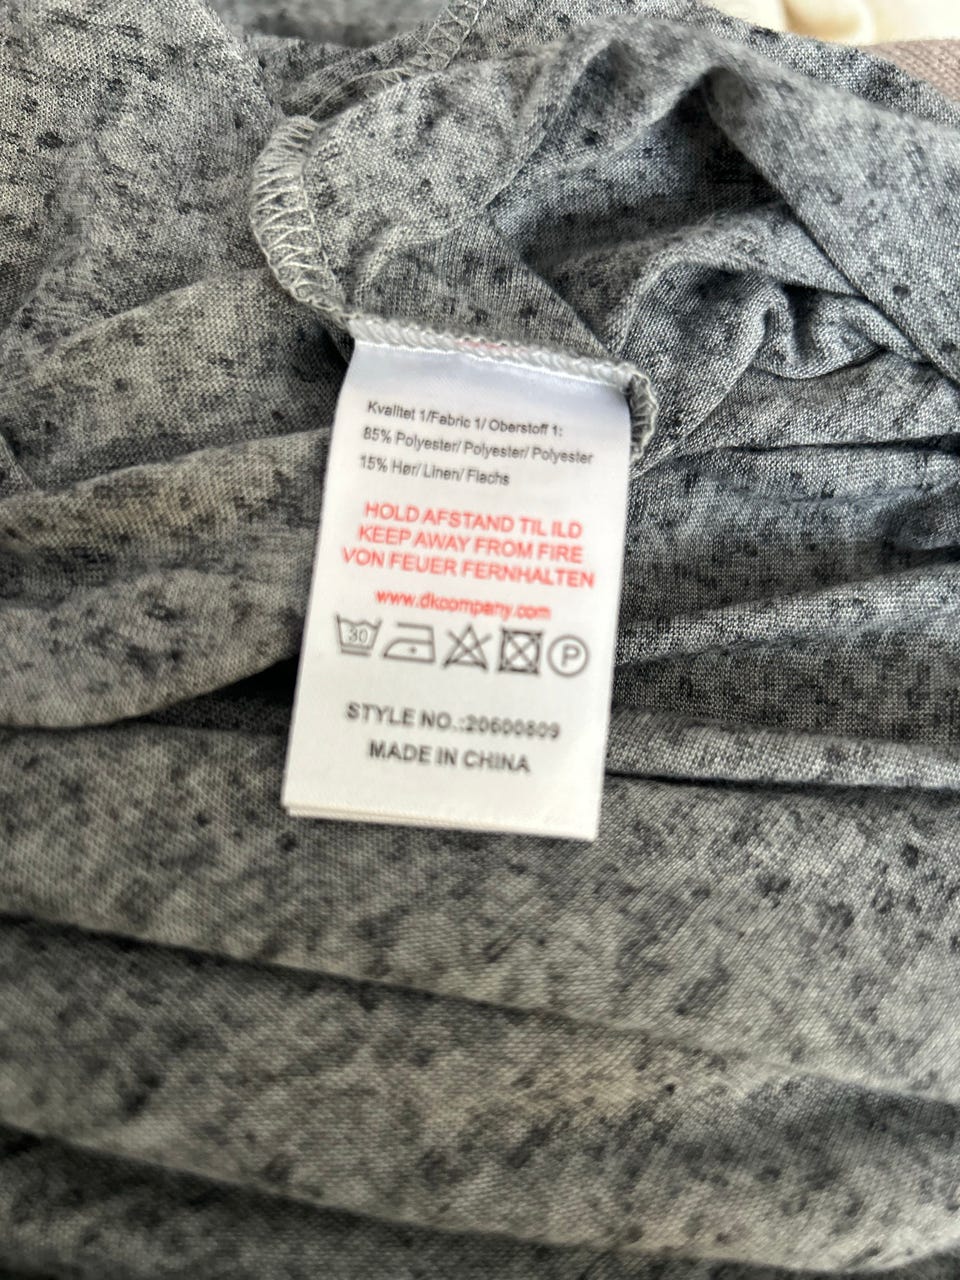 Kvalitet 1/Fabric 1/ Oberstoff 1:
85% Polyester/ Polyester/ Polyester
15% Hør/ Linen/ Flachs
HOLD AFSTAND TIL ILD
KEEP AWAY FROM FIRE
VON FEUER FERNHALTEN
www.dkcompany.com
30 P
STYLE NO.:20600809
MADE IN CHINA